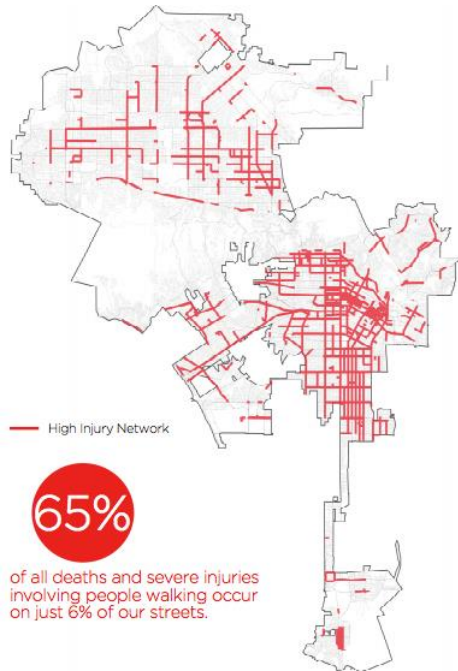 High Injury Network
65%
of all deaths and severe injuries
involving people walking occur
on just 6% of our streets.